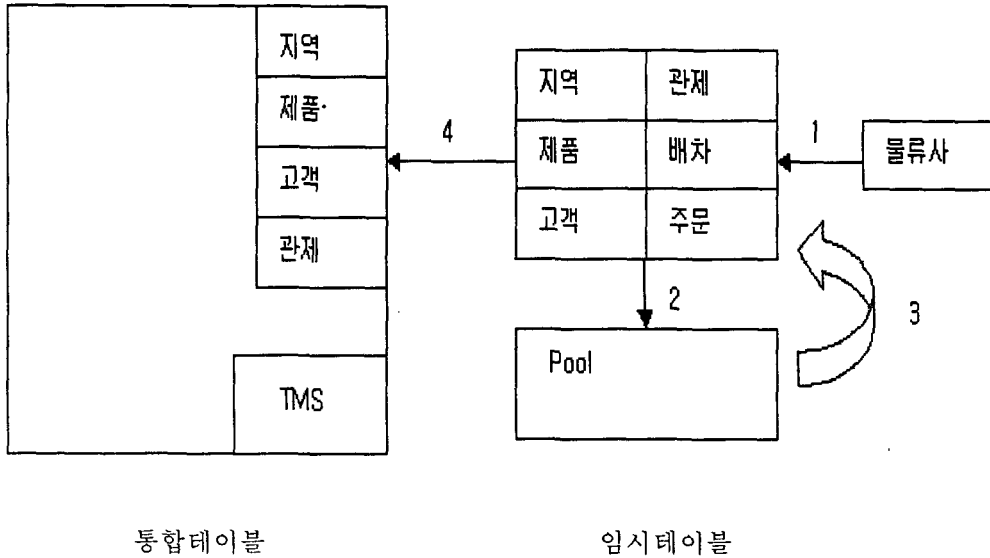 지역
제품·
고객
관제
TMS
4
지역 관제
제품 배차
고객 주문
1
물류사
2
3
Pool
통합테이블
임시테이블